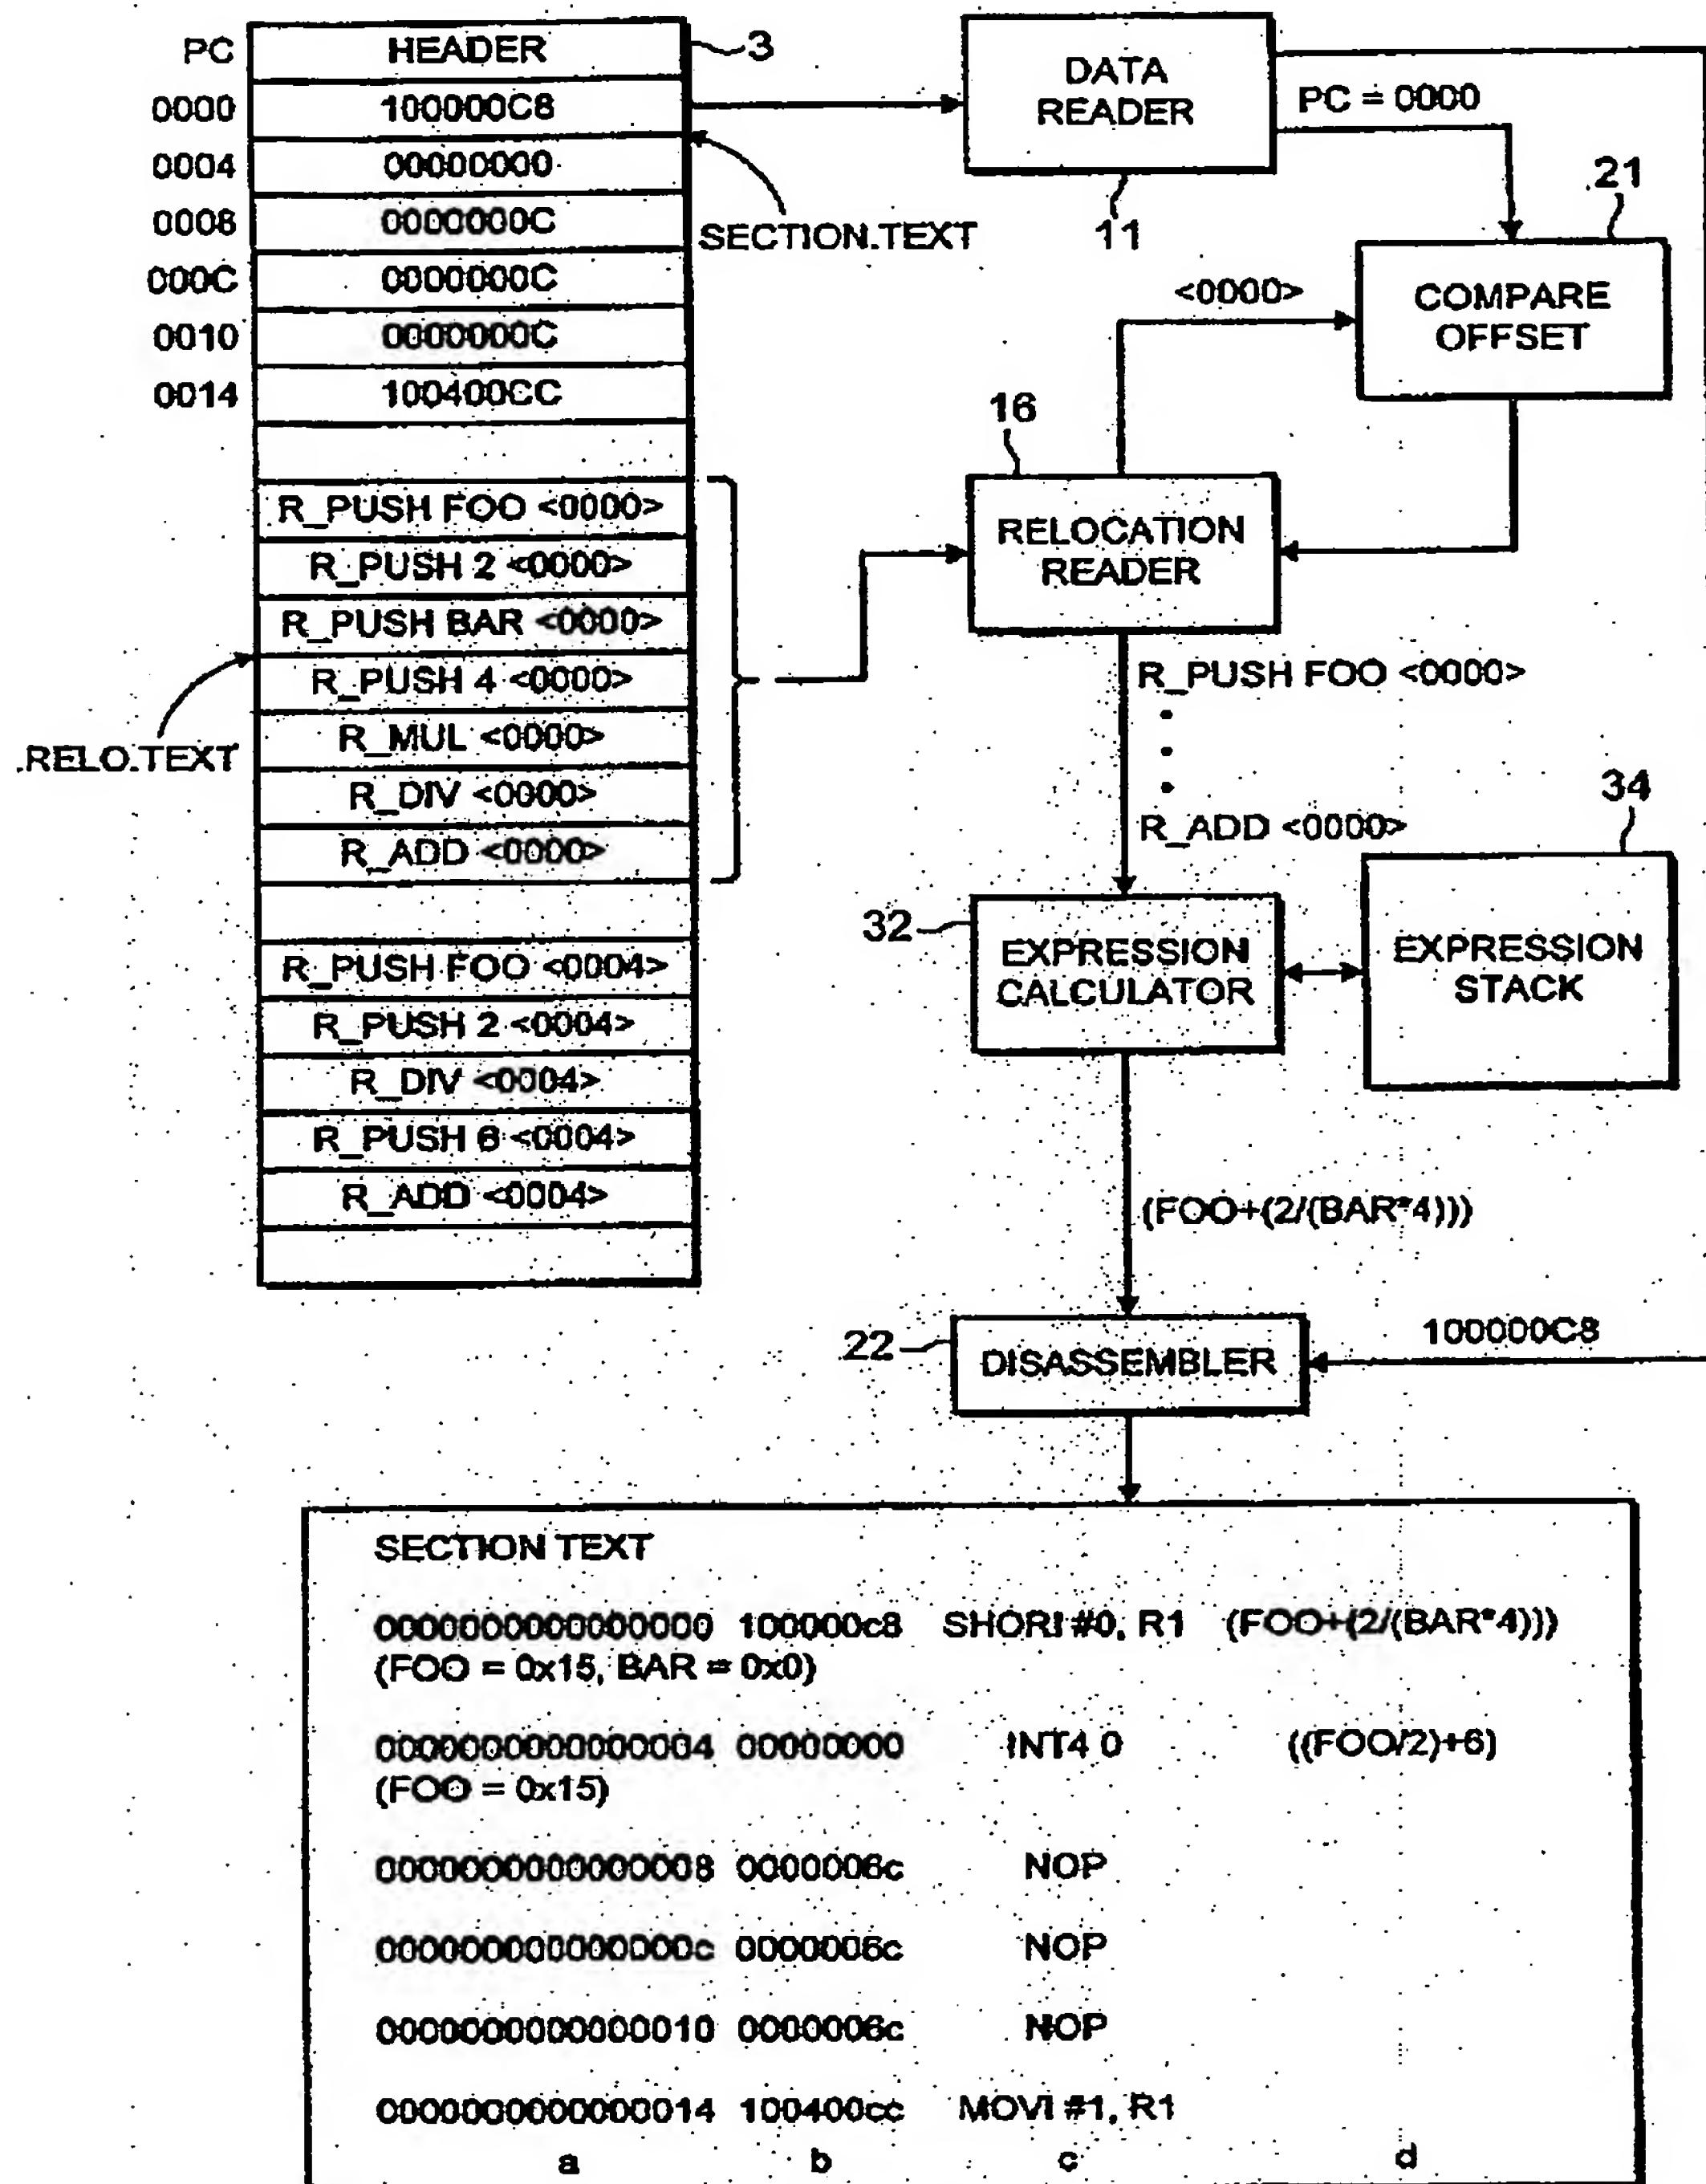 PC HEADER 3
0000 100000C8
0004 00000000
0008 0000000C
000C 0000000C
0010 0000000C
0014 100400CC
SECTION.TEXT
R_PUSH FOO <0000>
R_PUSH 2 <0000>
R_PUSH BAR <0000>
R_PUSH 4 <0000>
R_MUL <0000>
R_DIV <0000>
R_ADD <0000>
.RELO.TEXT
R_PUSH FOO <0004>
R_PUSH 2 <0004>
R_DIV <0004>
R_PUSH 6 <0004>
R_ADD <0004>
DATA
READER
11
PC = 0000
21
COMPARE
OFFSET
<0000>
16
RELOCATION
READER
R_PUSH FOO <0000>
R_ADD <0000>
34
32
EXPRESSION
CALCULATOR
EXPRESSION
STACK
(FOO+(2/(BAR*4)))
22
DISASSEMBLER
100000C8
SECTION TEXT
0000000000000000 100000c8 SHORI #0, R1 (FOO+(2/(BAR*4)))
(FOO = 0x15, BAR = 0x0)
0000000000000004 00000000 INT4 0 ((FOO/2)+6)
(FOO = 0x15)
0000000000000008 0000006c NOP
000000000000000c 0000006c NOP
0000000000000010 0000006c NOP
0000000000000014 100400cc MOVI #1, R1
a b c d